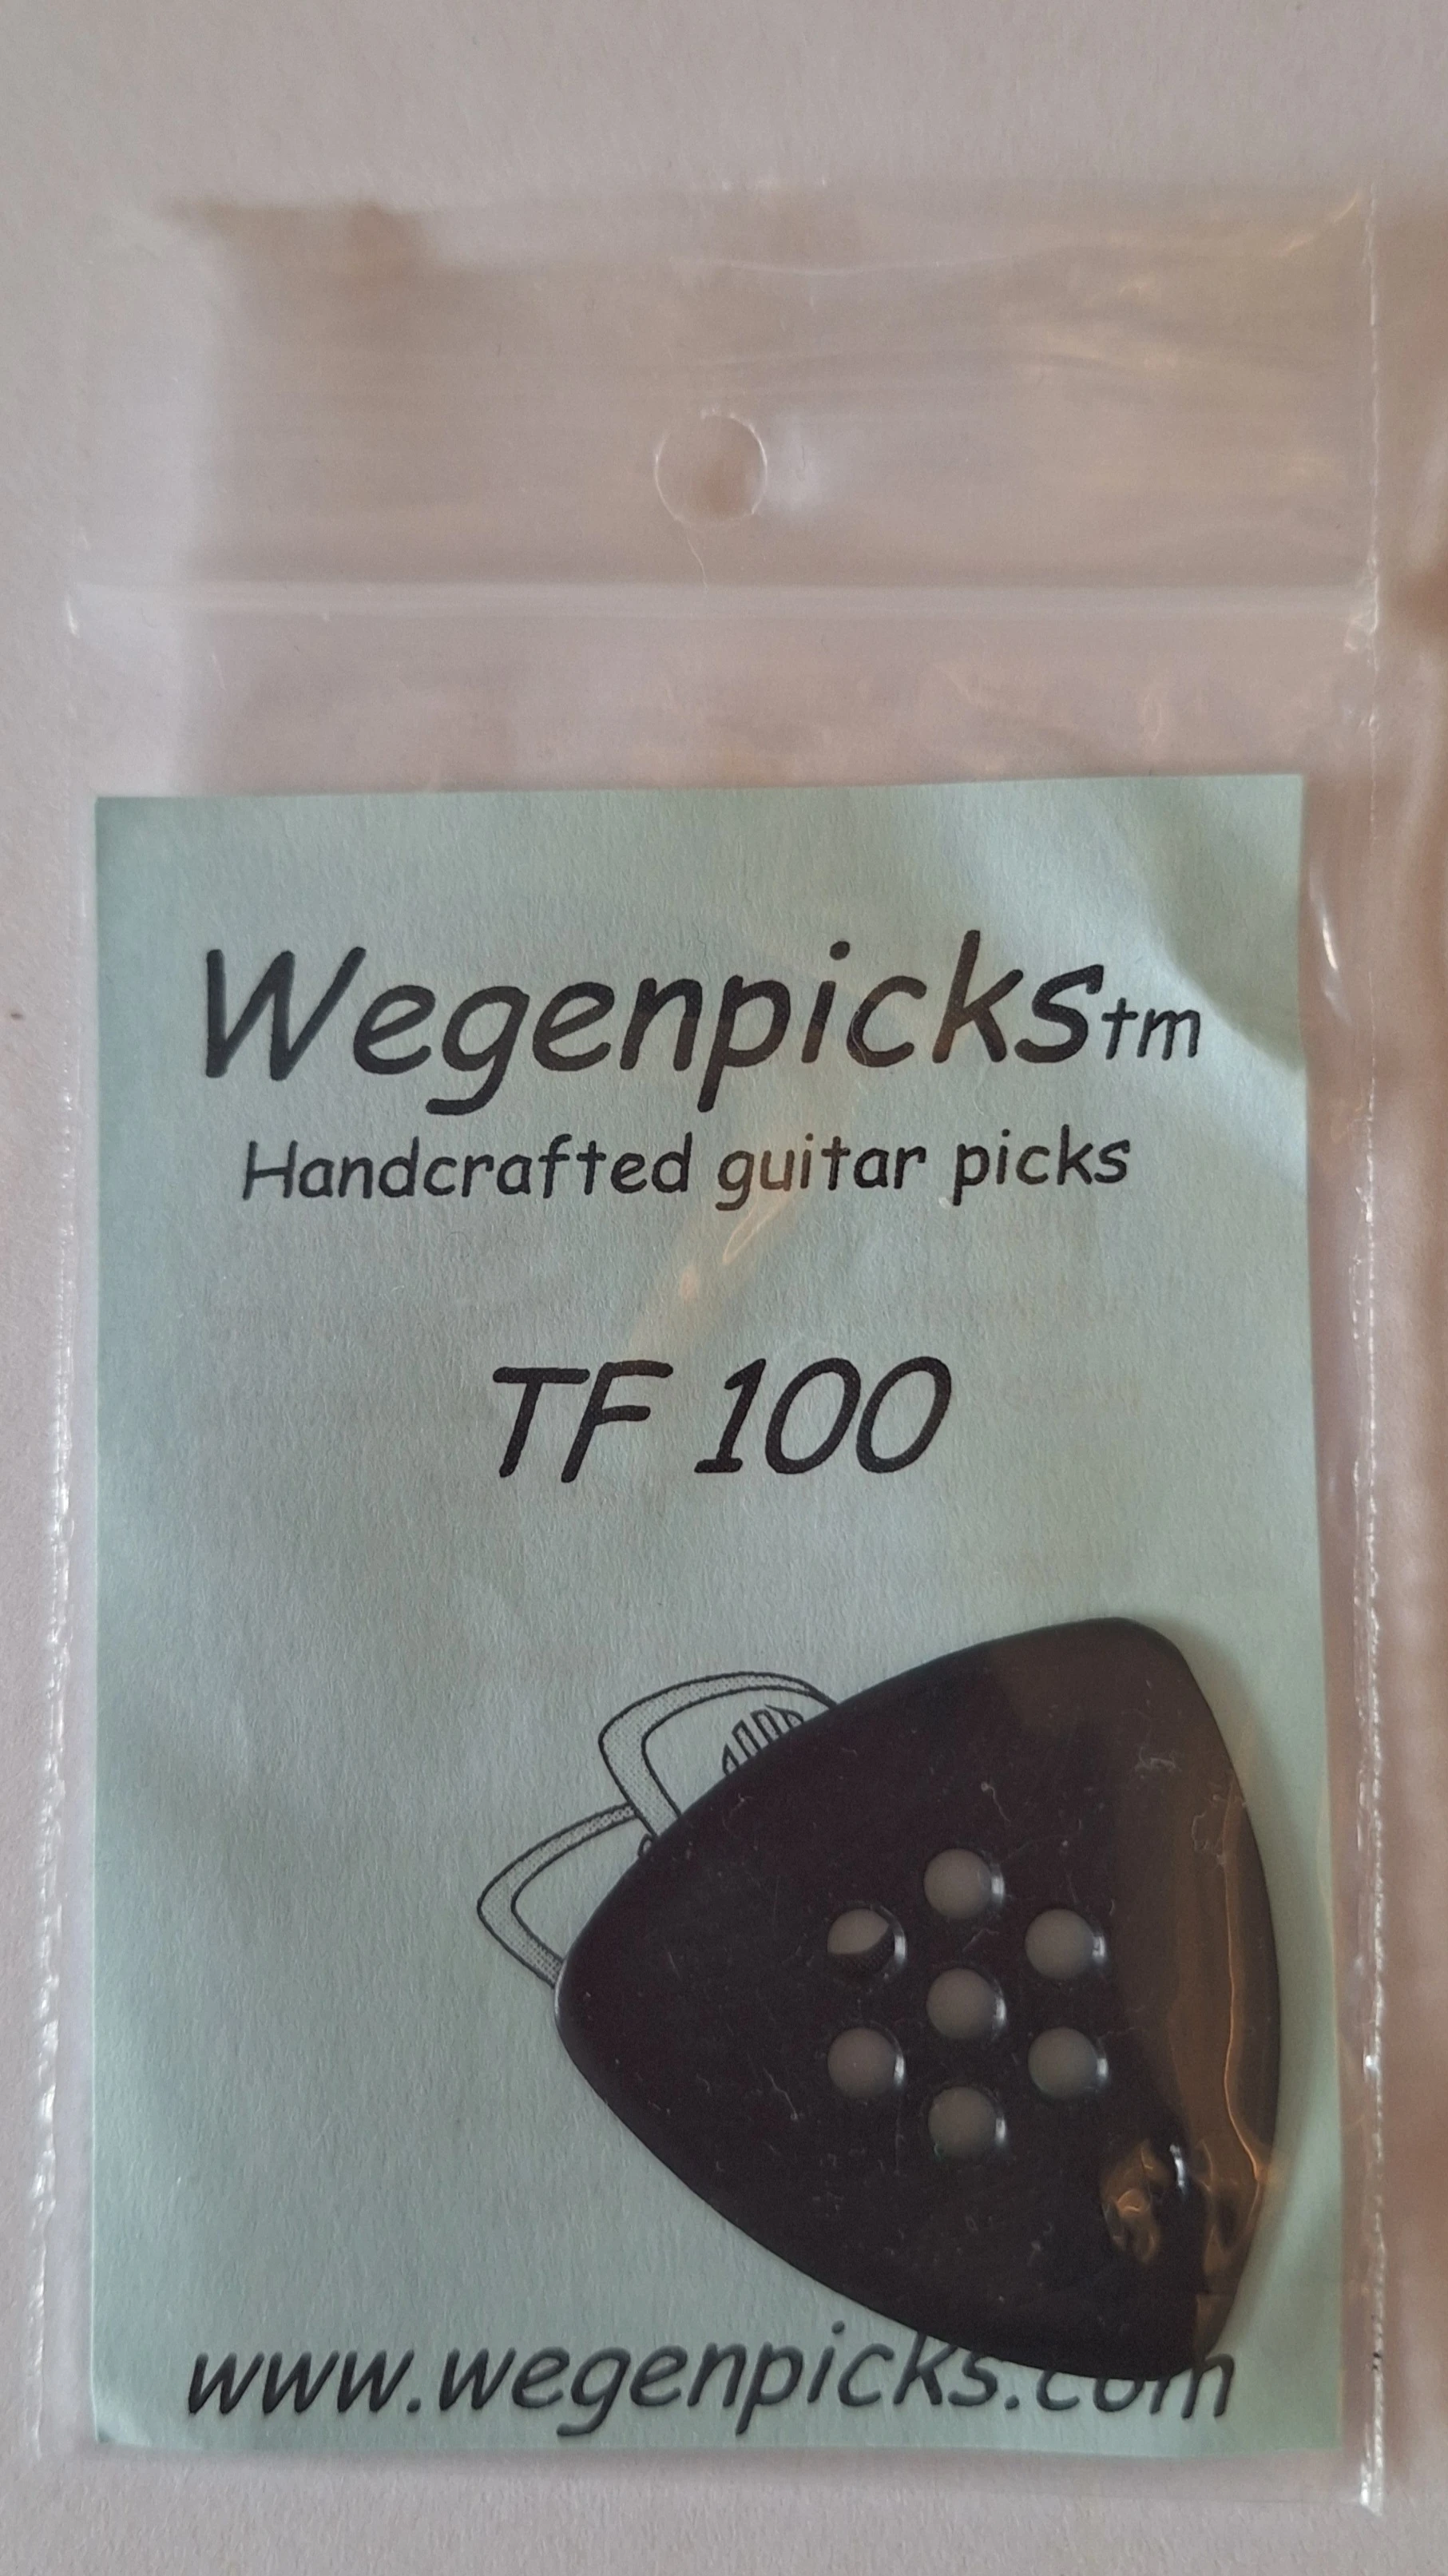 Wegenpicks™
Handcrafted guitar picks
TF 100
www.wegenpicks.com